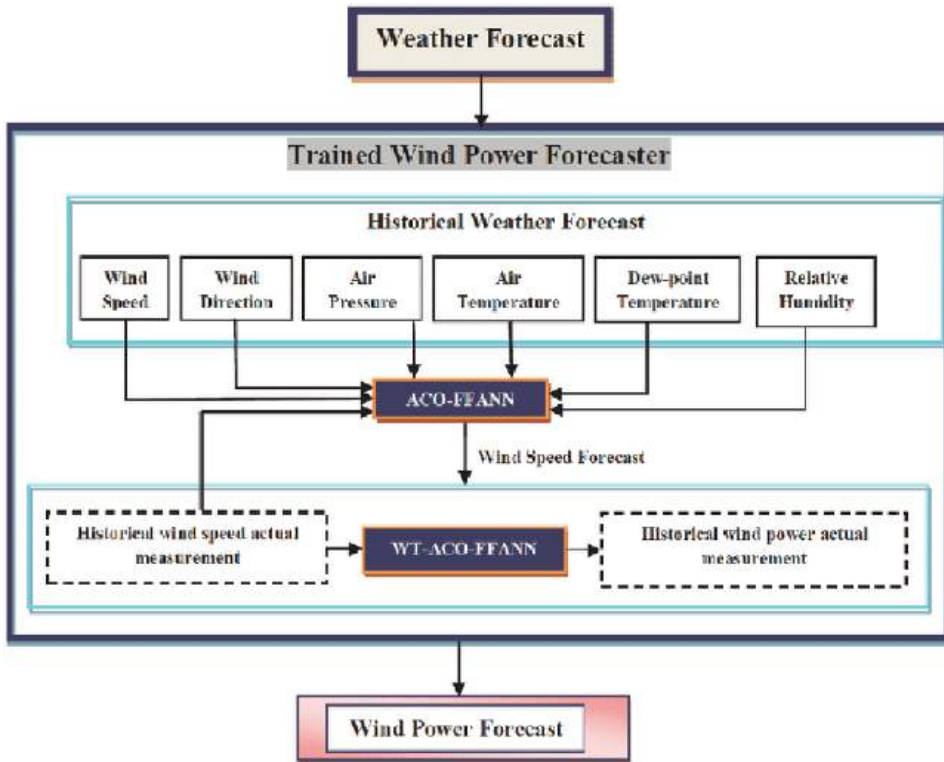 Weather Forecast
Trained Wind Power Forecaster
Historical Weather Forecast
Wind
Speed
Wind
Direction
Air
Pressure
Air
Temperature
Dew-point
Temperature
Relative
Humidity
ACO-FFANN
Wind Speed Forecast
Historical wind speed actual
measurement
WT-ACO-FFANN
Historical wind power actual
measurement
Wind Power Forecast